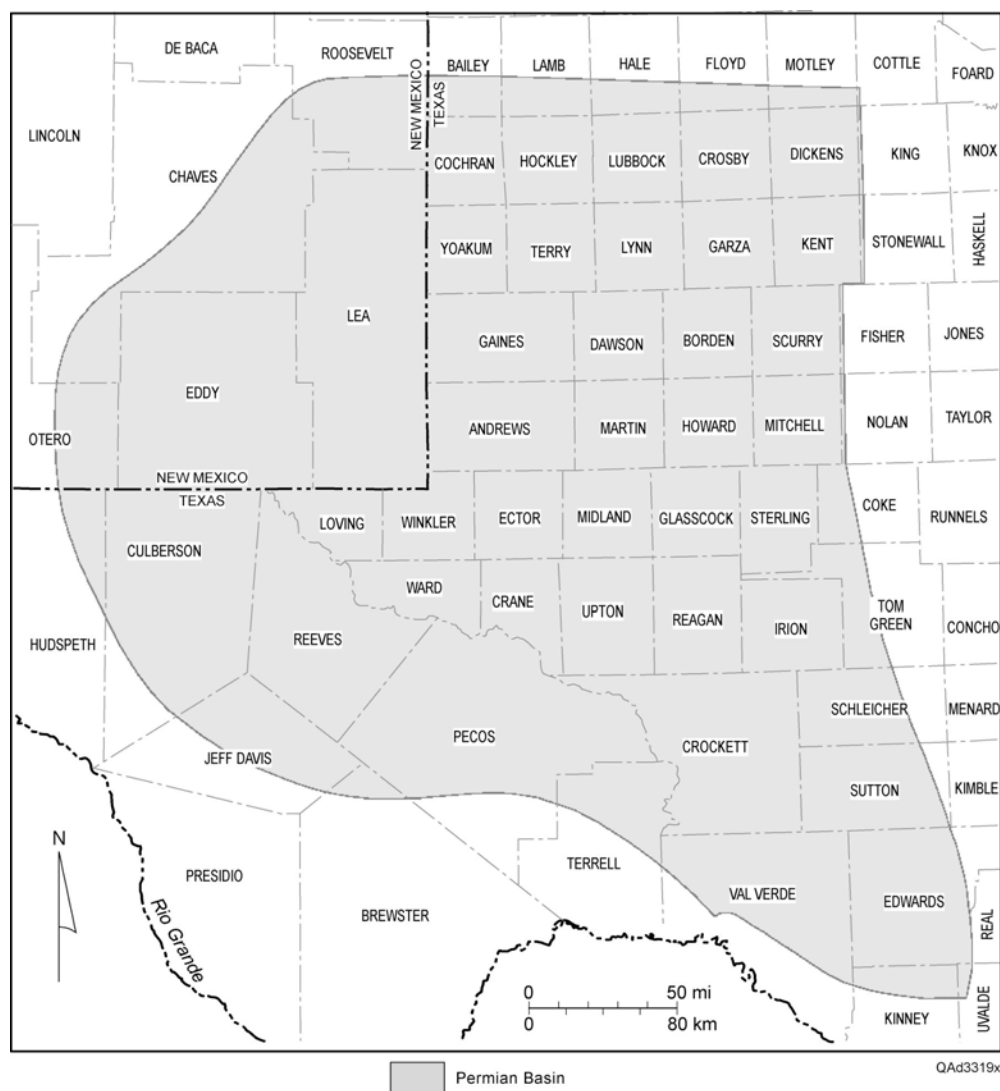 DE BACA
ROOSEVELT
BAILEY
LAMB
HALE
FLOYD
MOTLEY
COTTLE
FOARD
NEW MEXICO
TEXAS
LINCOLN
CHAVES
COCHRAN
HOCKLEY
LUBBOCK
CROSBY
DICKENS
KING
KNOX
YOAKUM
TERRY
LYNN
GARZA
KENT
STONEWALL
HASKELL
LEA
GAINES
DAWSON
BORDEN
SCURRY
FISHER
JONES
EDDY
OTERO
ANDREWS
MARTIN
HOWARD
MITCHELL
NOLAN
TAYLOR
NEW MEXICO
TEXAS
CULBERSON
LOVING
WINKLER
ECTOR
MIDLAND
GLASSCOCK
STERLING
COKE
RUNNELS
WARD
CRANE
UPTON
REAGAN
IRION
TOM
GREEN
CONCHO
HUDSPETH
REEVES
JEFF DAVIS
PECOS
CROCKETT
SCHLEICHER
MENARD
SUTTON
KIMBLE
N
PRESIDIO
Rio Grande
BREWSTER
TERRELL
VAL VERDE
EDWARDS
REAL
UVALDE
KINNEY
0 50 mi
0 80 km
Permian Basin
QAd3319x